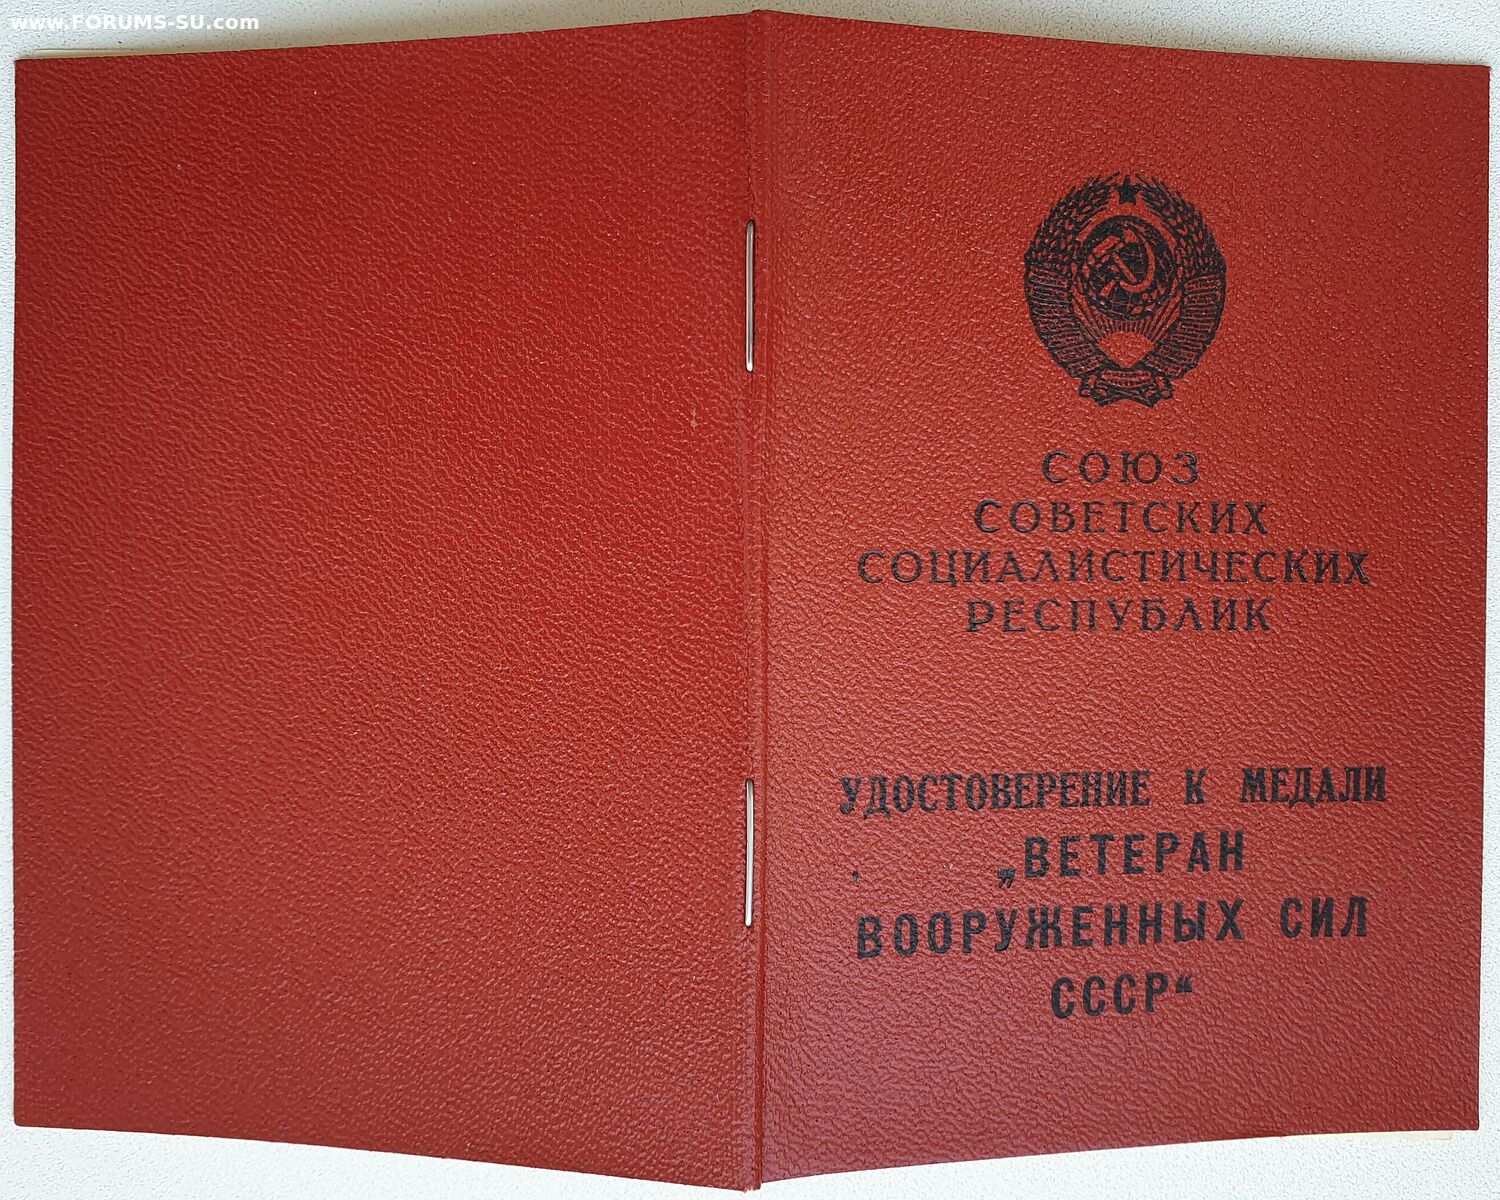 www.FORUMS-SU.com
СОЮЗ
СОВЕТСКИХ
СОЦИАЛИСТИЧЕСКИХ
РЕСПУБЛИК
УДОСТОВЕРЕНИЕ К МЕДАЛИ
„ВЕТЕРАН
ВООРУЖЕННЫХ СИЛ
СССР“